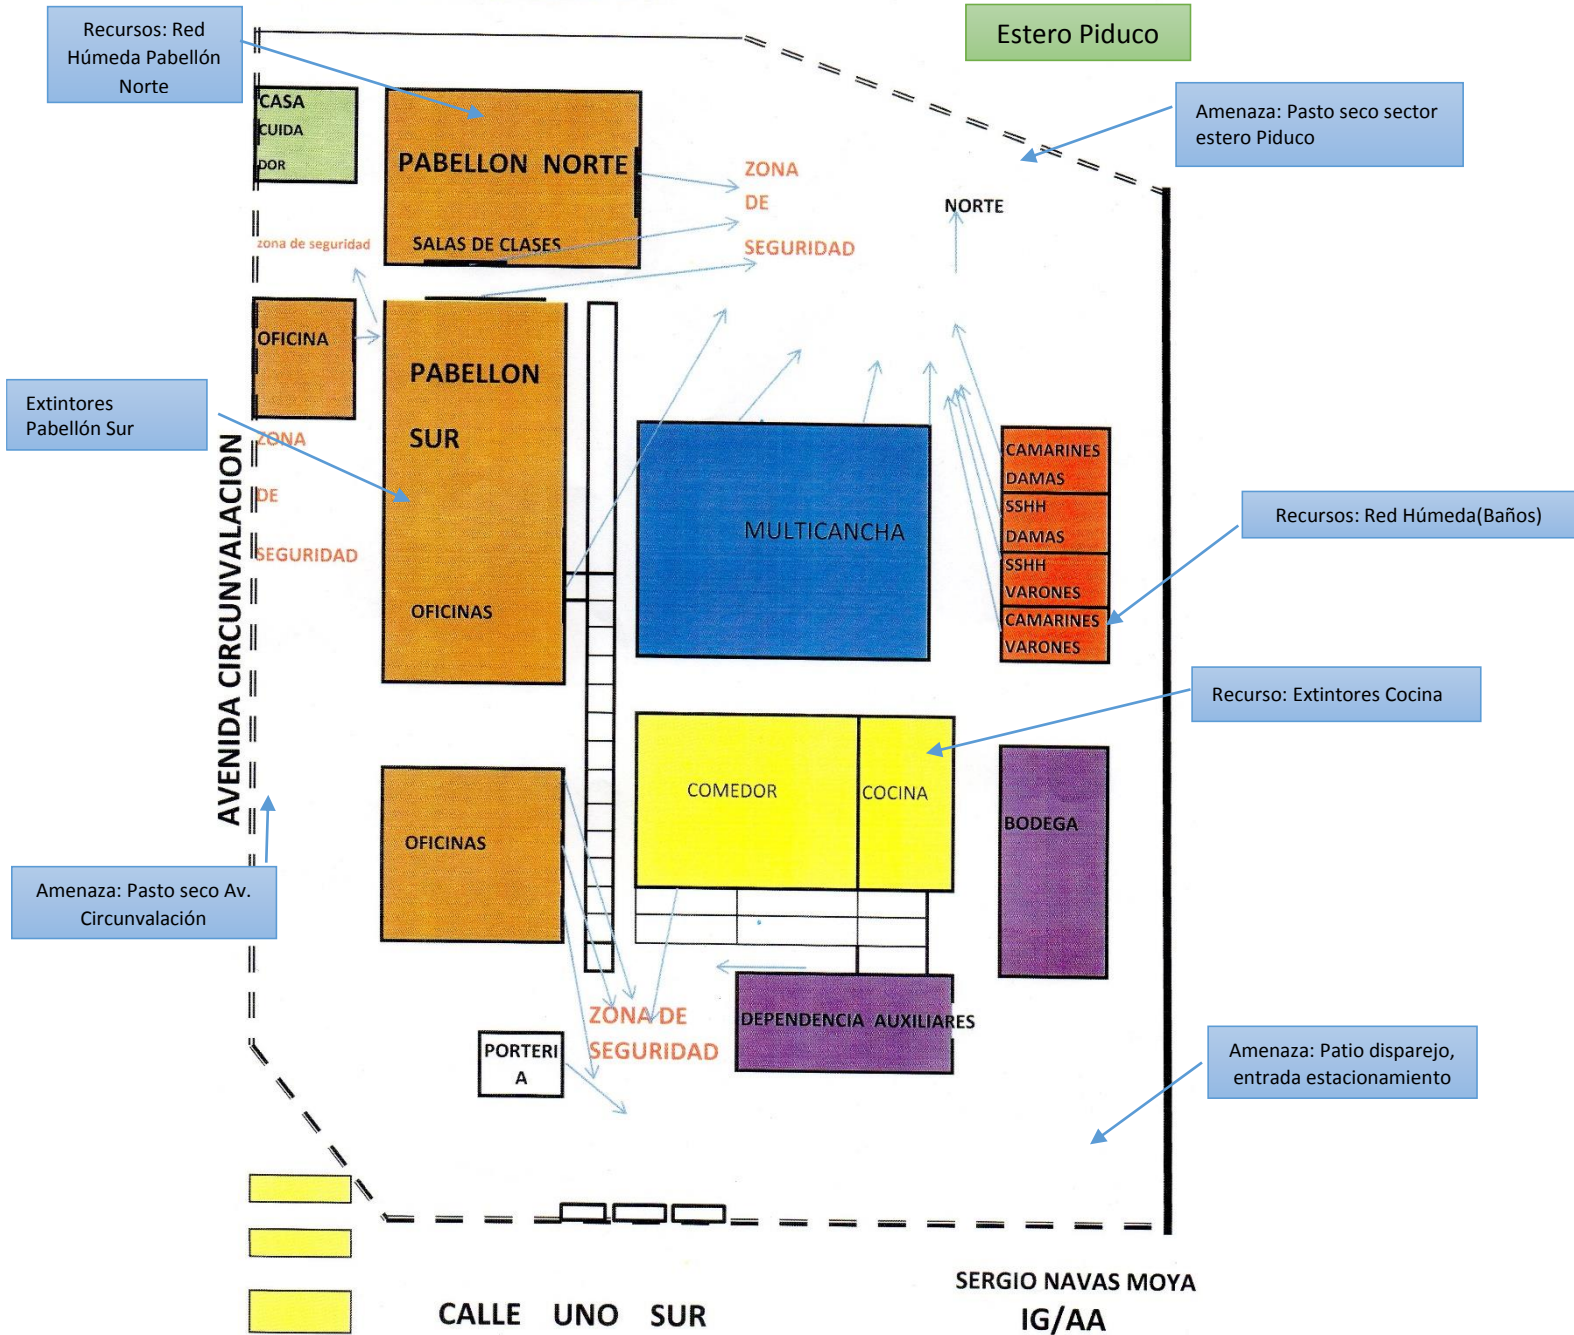 Recursos: Red
Húmeda Pabellón
Norte
Estero Piduco
Amenaza: Pasto seco sector
estero Piduco
CASA
CUIDA
DOR
PABELLON NORTE
SALAS DE CLASES
ZONA
DE
SEGURIDAD
NORTE
zona de seguridad
OFICINA
PABELLON
SUR
OFICINAS
Extintores
Pabellón Sur
ZONA
DE
SEGURIDAD
AVENIDA CIRCUNVALACION
MULTICANCHA
CAMARINES
DAMAS
SSHH
DAMAS
SSHH
VARONES
CAMARINES
VARONES
Recursos: Red Húmeda(Baños)
Recurso: Extintores Cocina
COMEDOR
COCINA
BODEGA
OFICINAS
Amenaza: Pasto seco Av.
Circunvalación
ZONA DE
SEGURIDAD
DEPENDENCIA AUXILIARES
PORTERI
A
Amenaza: Patio disparejo,
entrada estacionamiento
CALLE UNO SUR
SERGIO NAVAS MOYA
IG/AA